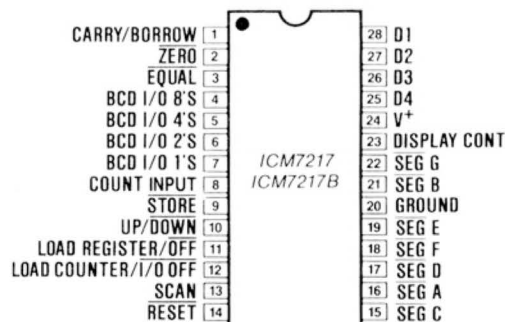 CARRY/BORROW 1
ZERO 2
EQUAL 3
BCD I/O 8'S 4
BCD I/O 4'S 5
BCD I/O 2'S 6
BCD I/O 1'S 7
COUNT INPUT 8
STORE 9
UP/DOWN 10
LOAD REGISTER/OFF 11
LOAD COUNTER/I/O OFF 12
SCAN 13
RESET 14
ICM7217
ICM7217B
28 D1
27 D2
26 D3
25 D4
24 V+
23 DISPLAY CONT
22 SEG G
21 SEG B
20 GROUND
19 SEG E
18 SEG F
17 SEG D
16 SEG A
15 SEG C